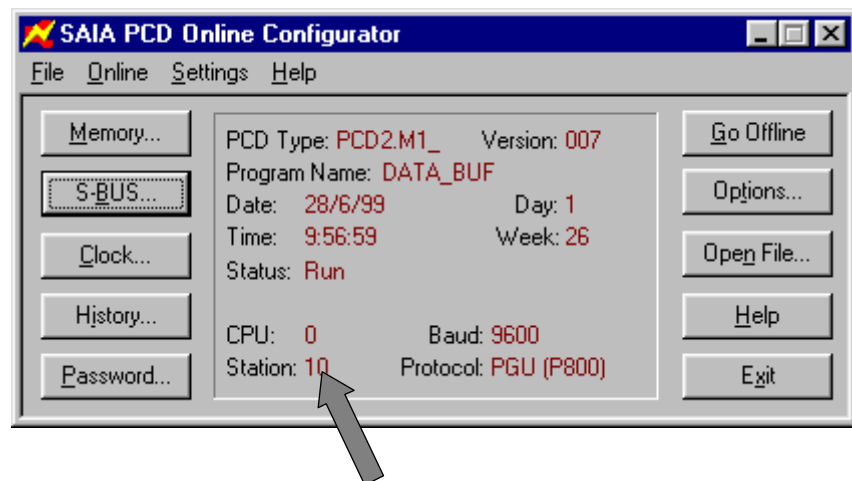 SAIA PCD Online Configurator
File Online Settings Help
Memory...
S-BUS...
Clock...
History...
Password...
PCD Type: PCD2.M1_ Version: 007
Program Name: DATA_BUF
Date: 28/6/99 Day: 1
Time: 9:56:59 Week: 26
Status: Run
CPU: 0 Baud: 9600
Station: 10 Protocol: PGU (P800)
Go Offline
Options...
Open File...
Help
Exit